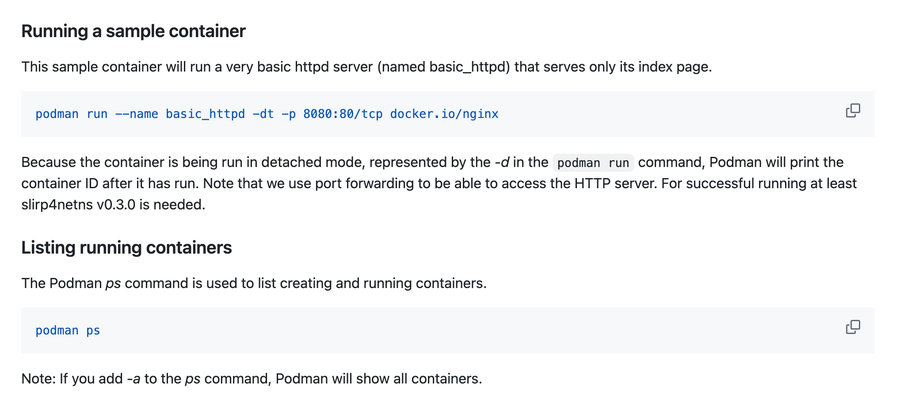 Running a sample container
This sample container will run a very basic httpd server (named basic_httpd) that serves only its index page.
podman run --name basic_httpd -dt -p 8080:80/tcp docker.io/nginx
Because the container is being run in detached mode, represented by the -d in the podman run command, Podman will print the
container ID after it has run. Note that we use port forwarding to be able to access the HTTP server. For successful running at least
slirp4netns v0.3.0 is needed.
Listing running containers
The Podman ps command is used to list creating and running containers.
podman ps
Note: If you add -a to the ps command, Podman will show all containers.